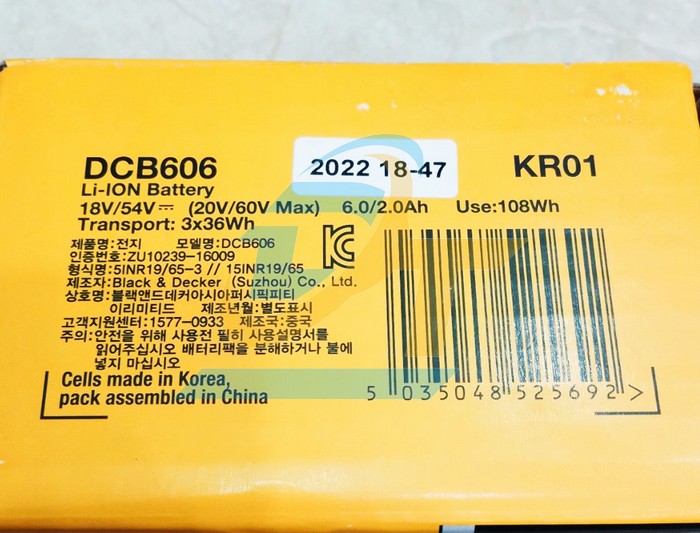 DCB606
2022 18-47
KR01
Li-ION Battery
18V/54V⎓ (20V/60V Max) 6.0/2.0Ah Use:108Wh
Transport: 3x36Wh
제품명:전지 모델명:DCB606
인증번호:ZU10239-16009
형식명:5INR19/65-3 // 15INR19/65
제조자:Black & Decker (Suzhou) Co., Ltd.
상호명:블랙앤드데커아시아퍼시픽피티
이리미티드 제조년월:별도표시
고객지원센터:1577-0933 제조국:중국
주의:안전을 위해 사용전 필히 사용설명서를
읽어주십시오 배터리팩을 분해하거나 불에
넣지 마십시오
Cells made in Korea,
pack assembled in China
5 035048 525692 >